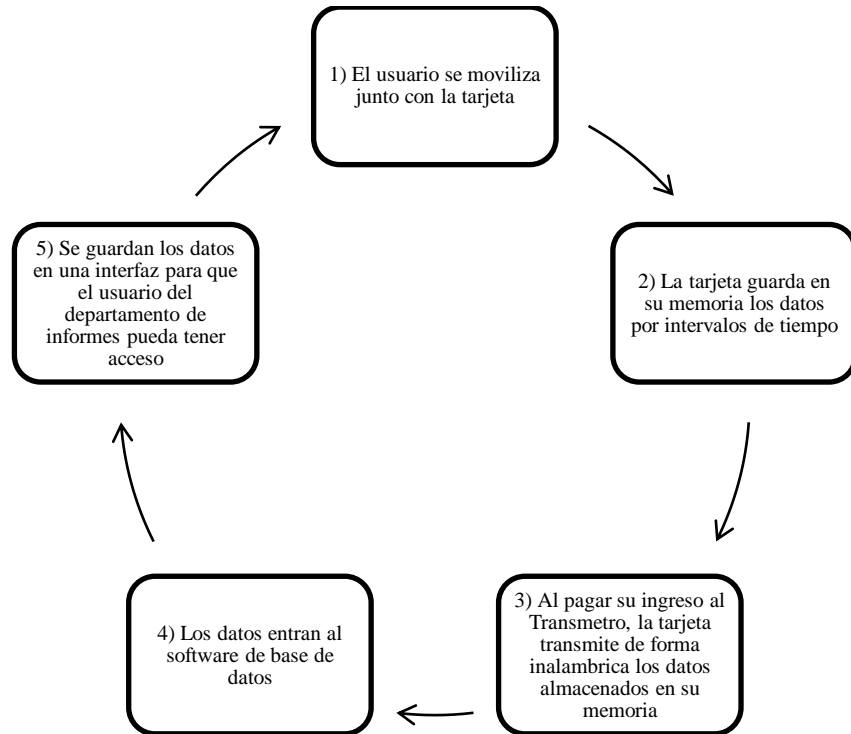 1) El usuario se moviliza
junto con la tarjeta
2) La tarjeta guarda en
su memoria los datos
por intervalos de tiempo
3) Al pagar su ingreso al
Transmetro, la tarjeta
transmite de forma
inalambrica los datos
almacenados en su
memoria
4) Los datos entran al
software de base de
datos
5) Se guardan los datos
en una interfaz para que
el usuario del
departamento de
informes pueda tener
acceso